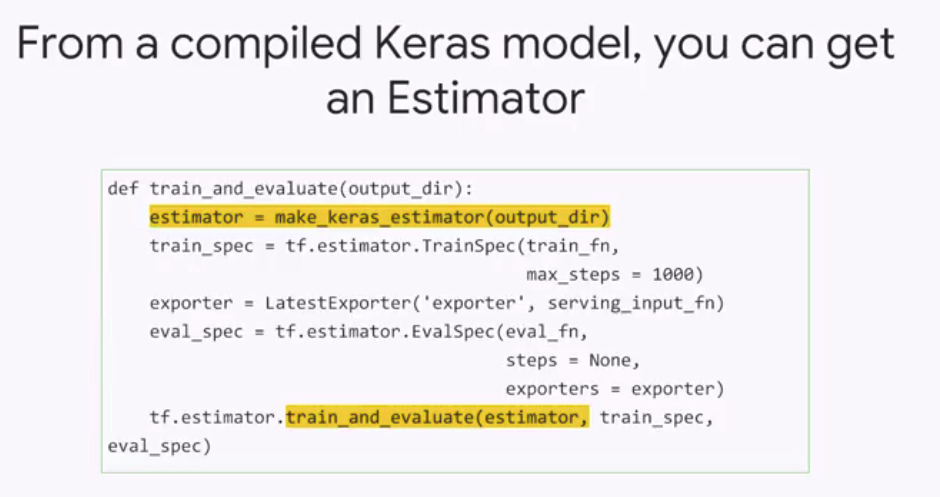 From a compiled Keras model, you can get
an Estimator
def train_and_evaluate(output_dir):
    estimator = make_keras_estimator(output_dir)
    train_spec = tf.estimator.TrainSpec(train_fn,
                                        max_steps = 1000)
    exporter = LatestExporter('exporter', serving_input_fn)
    eval_spec = tf.estimator.EvalSpec(eval_fn,
                                      steps = None,
                                      exporters = exporter)
    tf.estimator.train_and_evaluate(estimator, train_spec,
eval_spec)